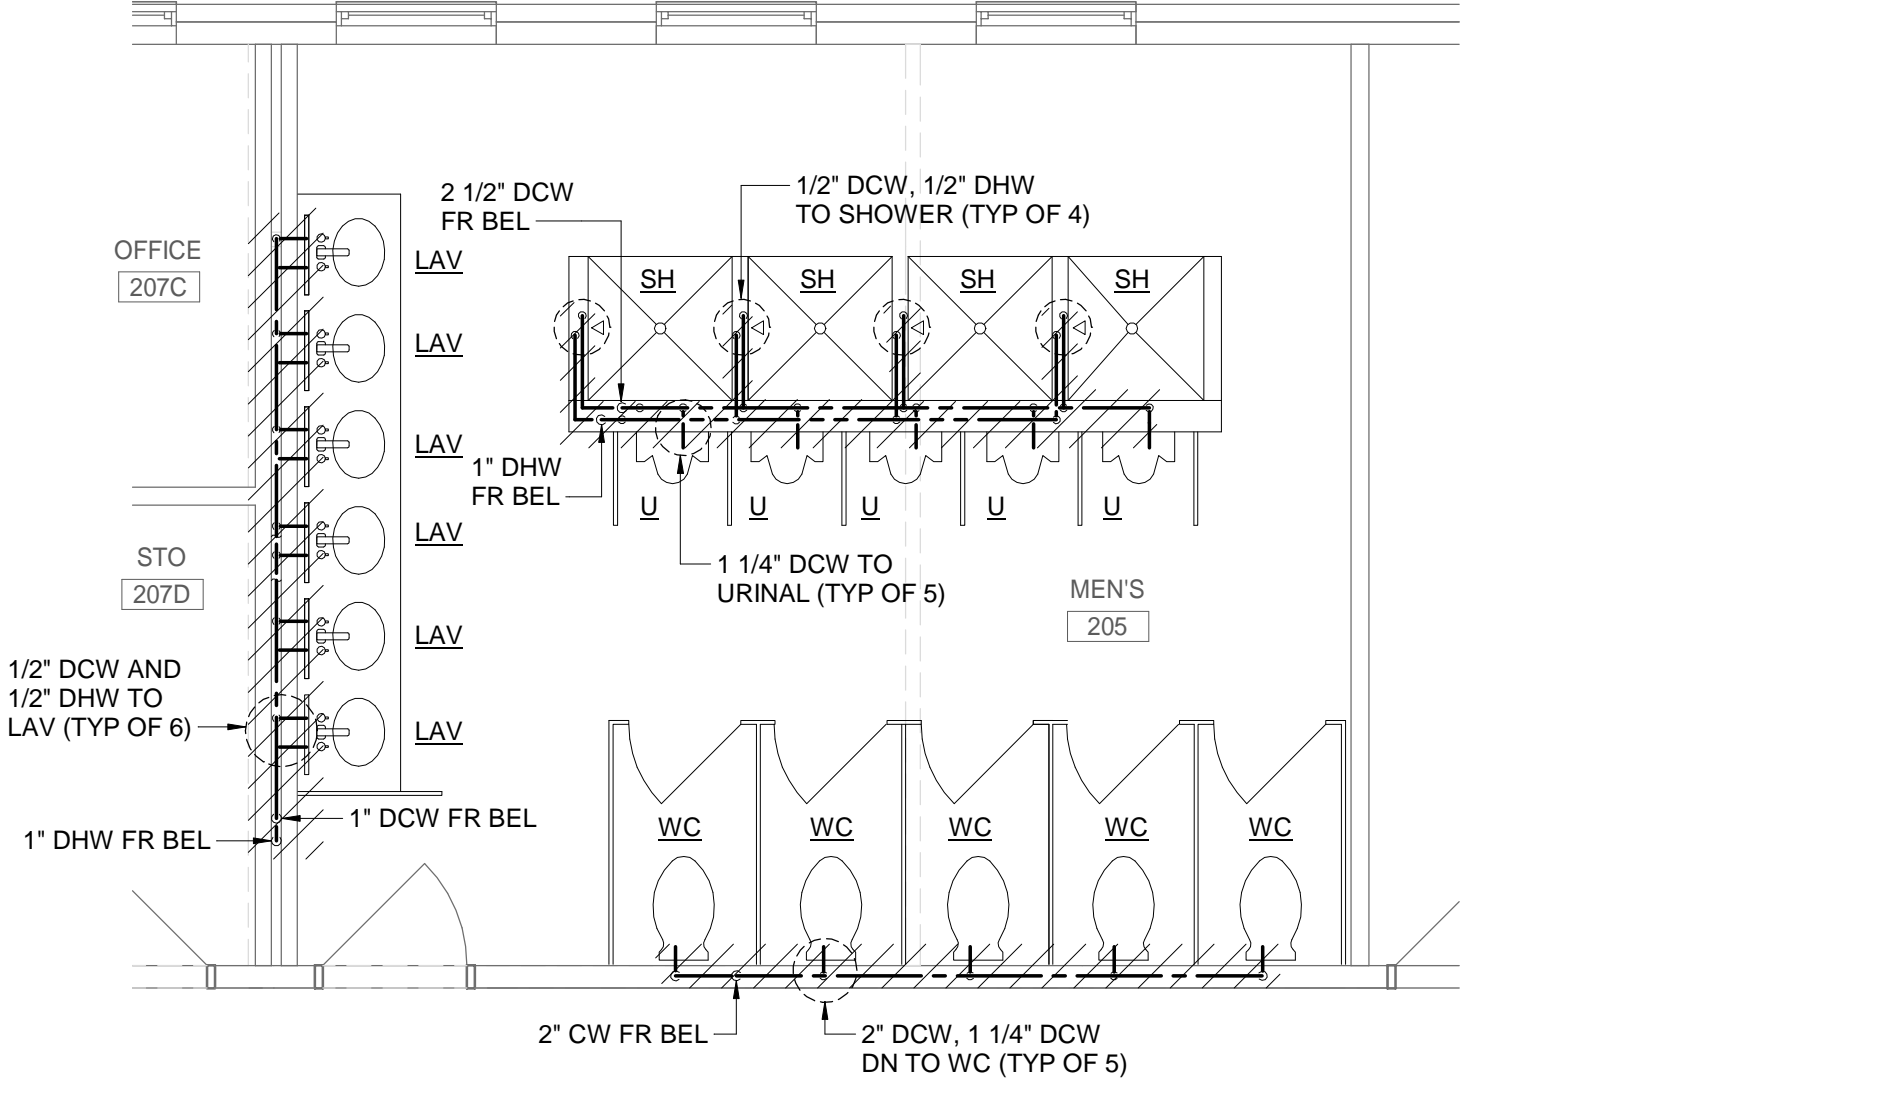 2 1/2" DCW
FR BEL
1/2" DCW, 1/2" DHW
TO SHOWER (TYP OF 4)
OFFICE
207C
LAV
SH
SH
SH
SH
LAV
LAV
1" DHW
FR BEL
U
U
U
U
U
LAV
STO
207D
1 1/4" DCW TO
URINAL (TYP OF 5)
MEN'S
205
LAV
1/2" DCW AND
1/2" DHW TO
LAV (TYP OF 6)
LAV
1" DCW FR BEL
1" DHW FR BEL
WC
WC
WC
WC
WC
2" CW FR BEL
2" DCW, 1 1/4" DCW
DN TO WC (TYP OF 5)